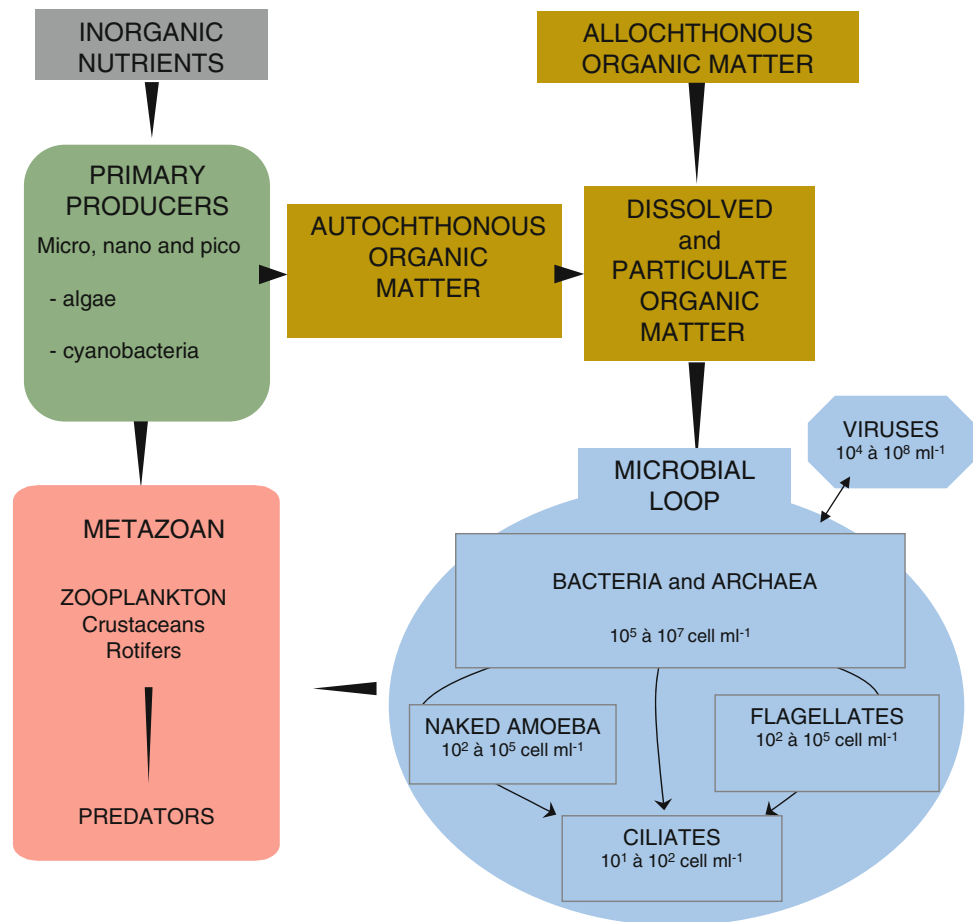 INORGANIC
NUTRIENTS
ALLOCHTHONOUS
ORGANIC MATTER
PRIMARY
PRODUCERS
Micro, nano and pico
- algae
- cyanobacteria
AUTOCHTHONOUS
ORGANIC
MATTER
DISSOLVED
and
PARTICULATE
ORGANIC
MATTER
VIRUSES
10⁴ à 10⁸ ml⁻¹
MICROBIAL
LOOP
METAZOAN
ZOOPLANKTON
Crustaceans
Rotifers
PREDATORS
BACTERIA and ARCHAEA
10⁵ à 10⁷ cell ml⁻¹
NAKED AMOEBA
10² à 10⁵ cell ml⁻¹
FLAGELLATES
10² à 10⁵ cell ml⁻¹
CILIATES
10¹ à 10² cell ml⁻¹